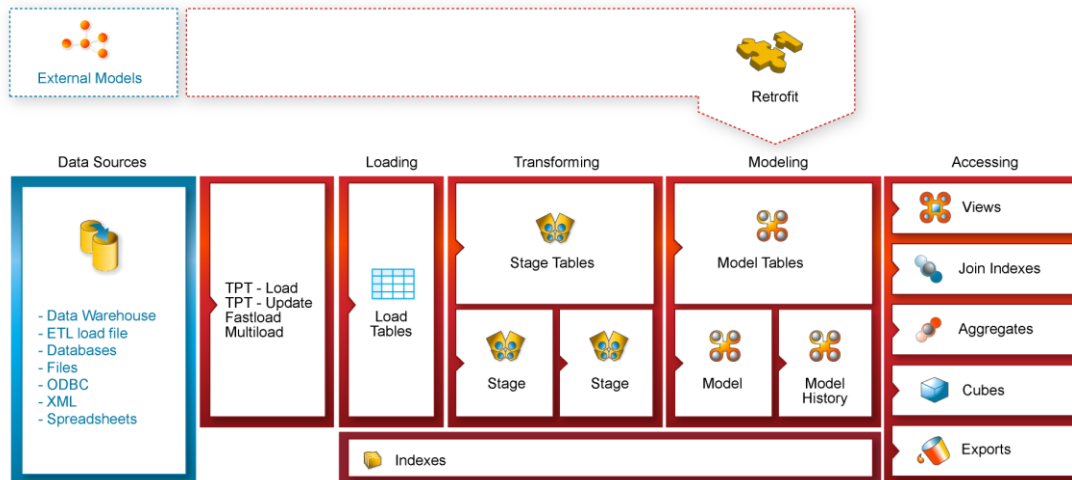 External Models
Retrofit
Data Sources
Loading
Transforming
Modeling
Accessing
- Data Warehouse
- ETL load file
- Databases
- Files
- ODBC
- XML
- Spreadsheets
TPT - Load
TPT - Update
Fastload
Multiload
Load
Tables
Stage Tables
Stage
Stage
Model Tables
Model
Model
History
Indexes
Views
Join Indexes
Aggregates
Cubes
Exports